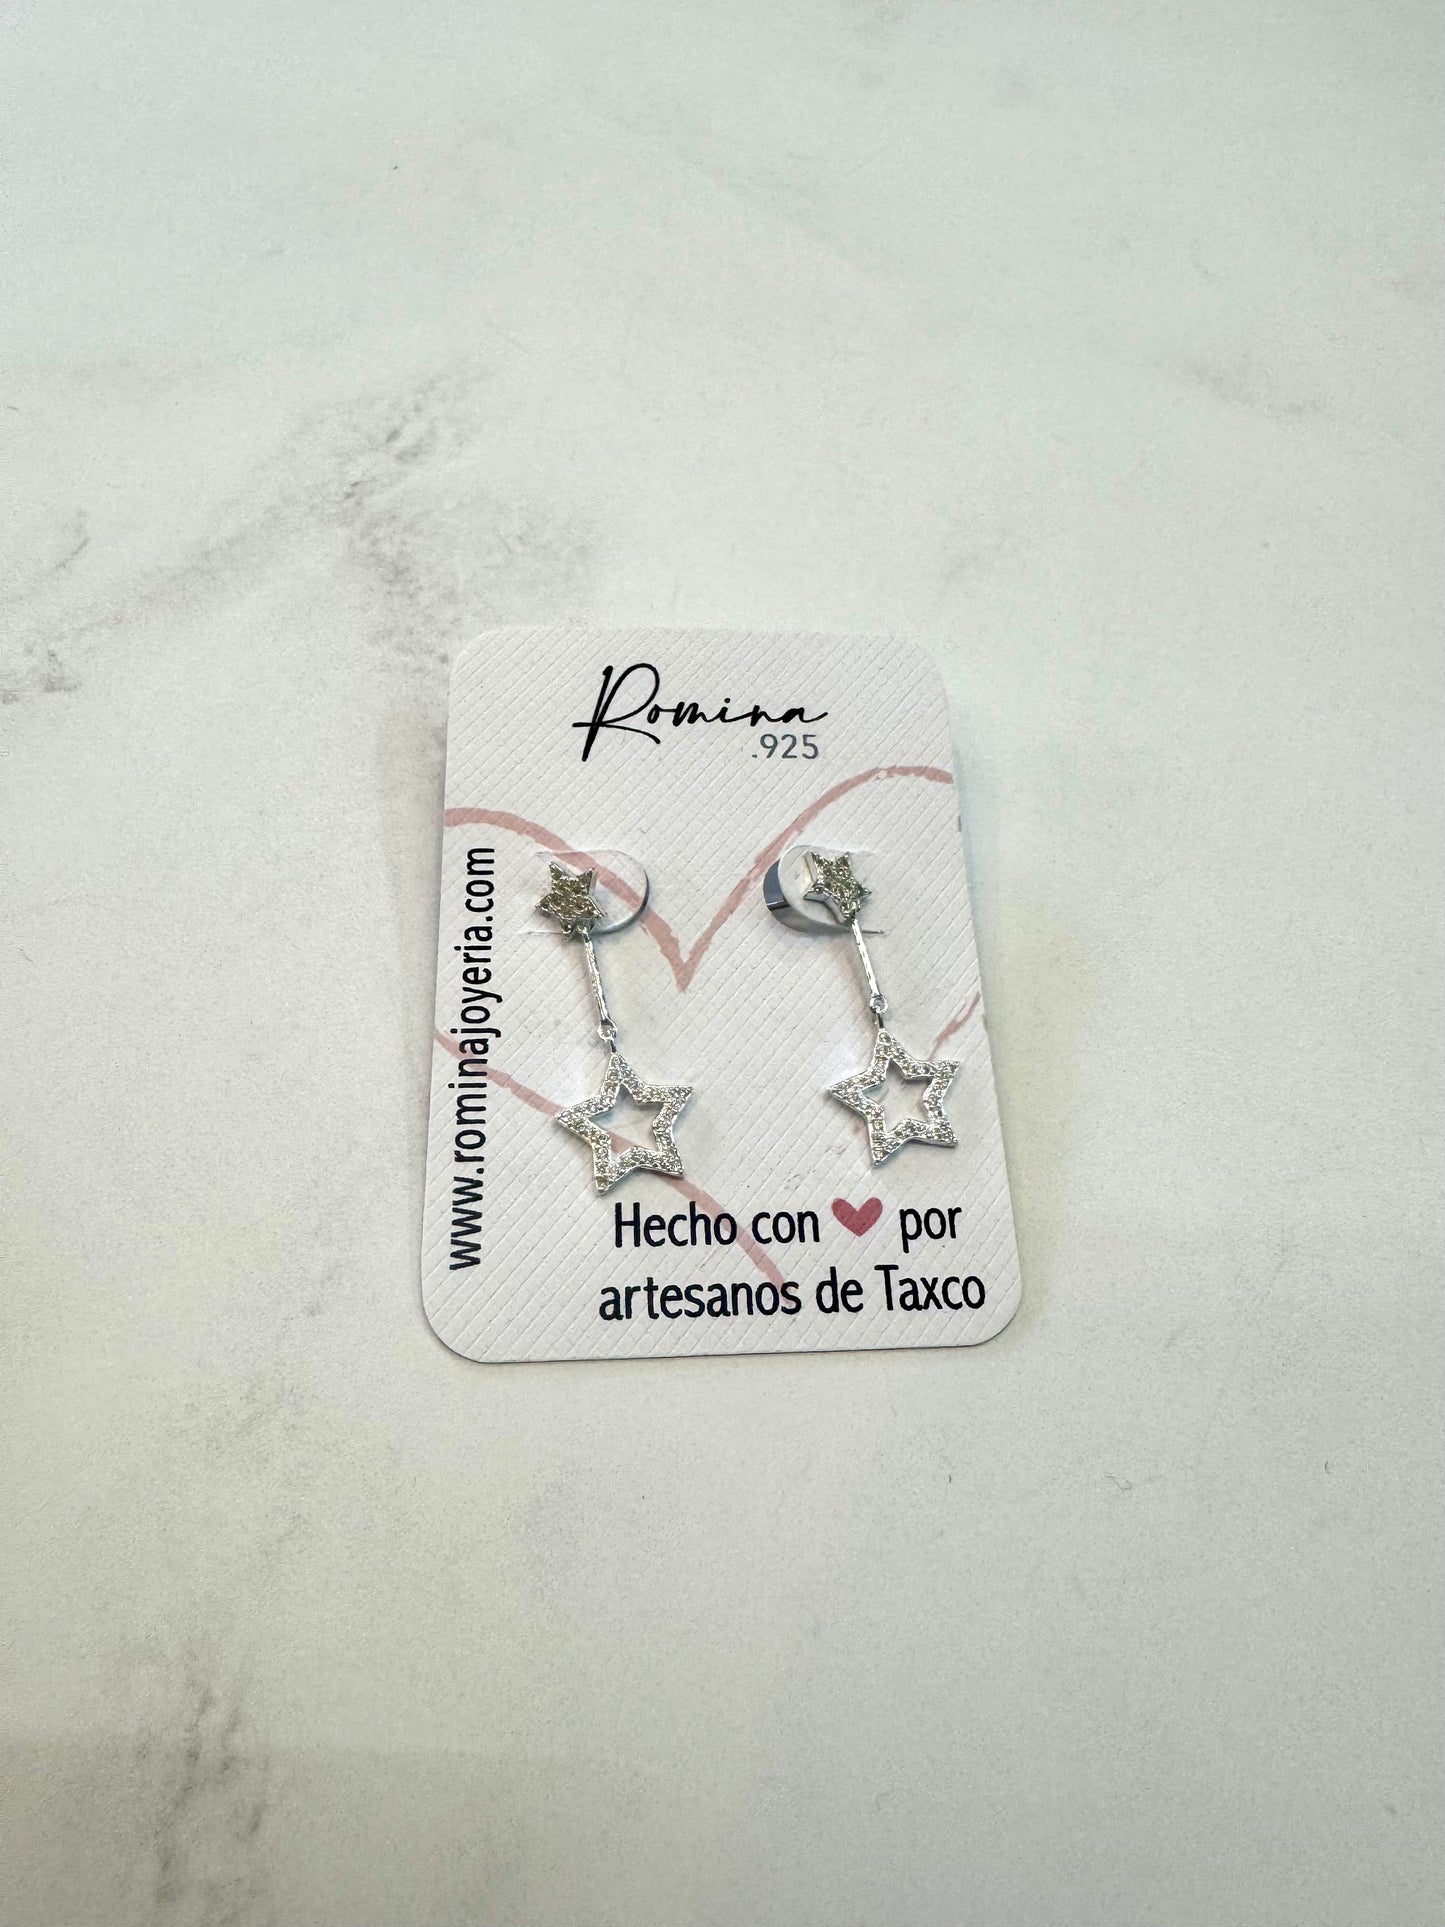 Romina
.925
www.rominajoyeria.com
Hecho con ❤ por
artesanos de Taxco